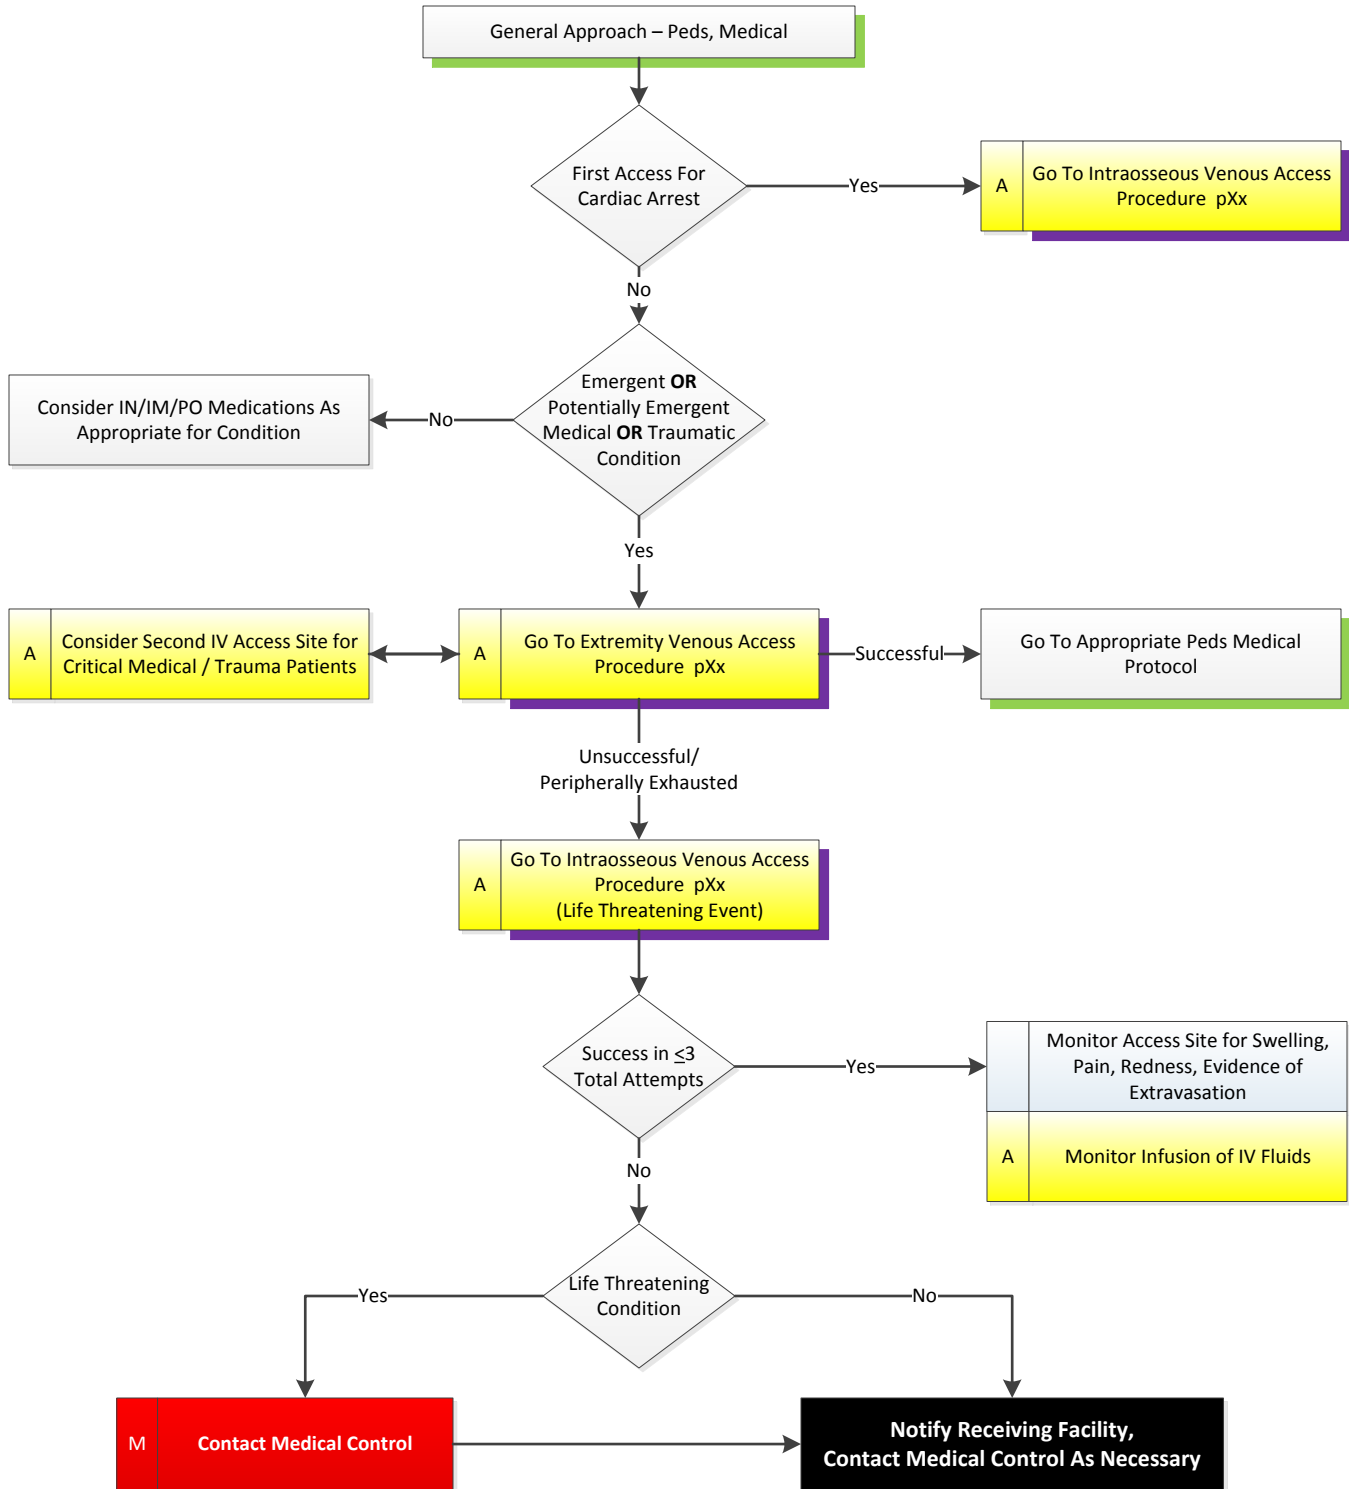 General Approach – Peds, Medical
First Access For
Cardiac Arrest
Yes
A
Go To Intraosseous Venous Access
Procedure pXx
No
Emergent OR
Potentially Emergent
Medical OR Traumatic
Condition
No
Consider IN/IM/PO Medications As
Appropriate for Condition
Yes
A
Consider Second IV Access Site for
Critical Medical / Trauma Patients
A
Go To Extremity Venous Access
Procedure pXx
Successful
Go To Appropriate Peds Medical
Protocol
Unsuccessful/
Peripherally Exhausted
A
Go To Intraosseous Venous Access
Procedure pXx
(Life Threatening Event)
Success in ≤3
Total Attempts
Yes
Monitor Access Site for Swelling,
Pain, Redness, Evidence of
Extravasation
A
Monitor Infusion of IV Fluids
No
Life Threatening
Condition
Yes
No
M
Contact Medical Control
Notify Receiving Facility,
Contact Medical Control As Necessary